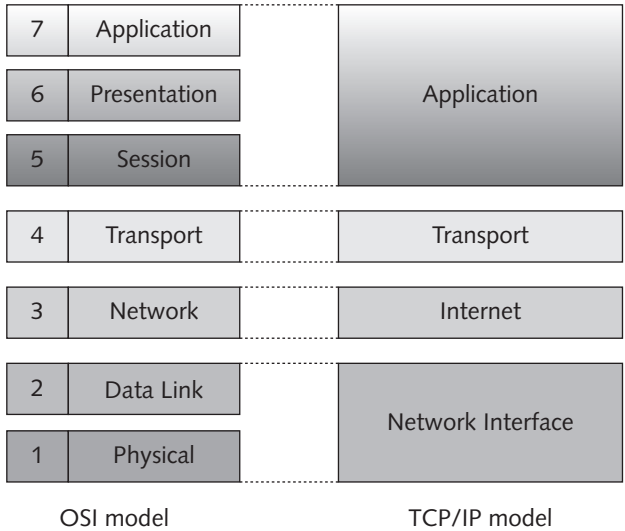 7 Application
6 Presentation
Application
5 Session
4 Transport
Transport
3 Network
Internet
2 Data Link
Network Interface
1 Physical
OSI model
TCP/IP model